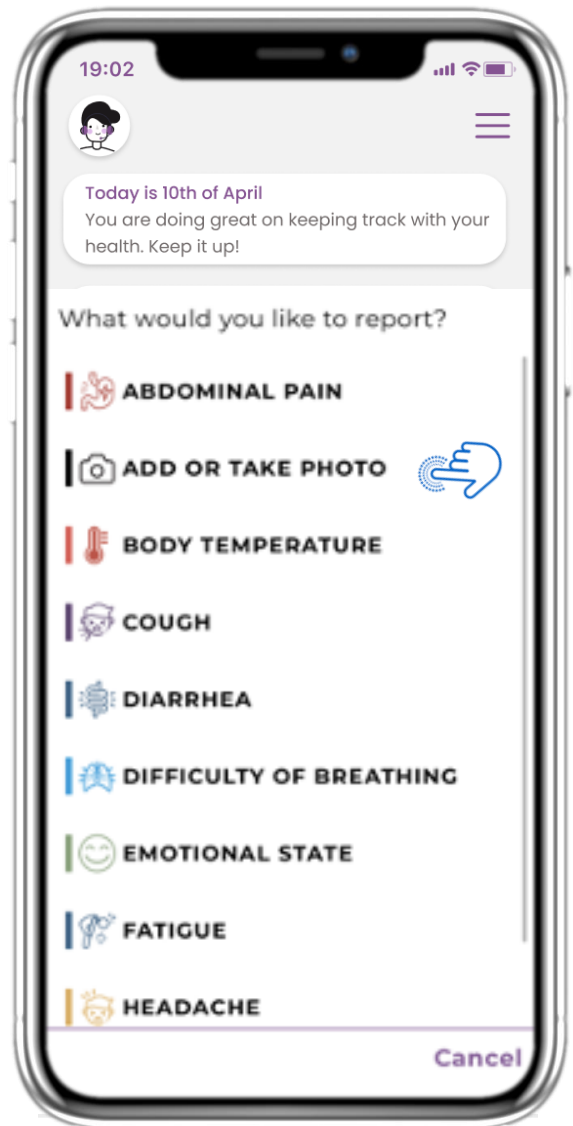 19:02
Today is 10th of April
You are doing great on keeping track with your
health. Keep it up!
What would you like to report?
ABDOMINAL PAIN
ADD OR TAKE PHOTO
BODY TEMPERATURE
COUGH
DIARRHEA
DIFFICULTY OF BREATHING
EMOTIONAL STATE
FATIGUE
HEADACHE
Cancel